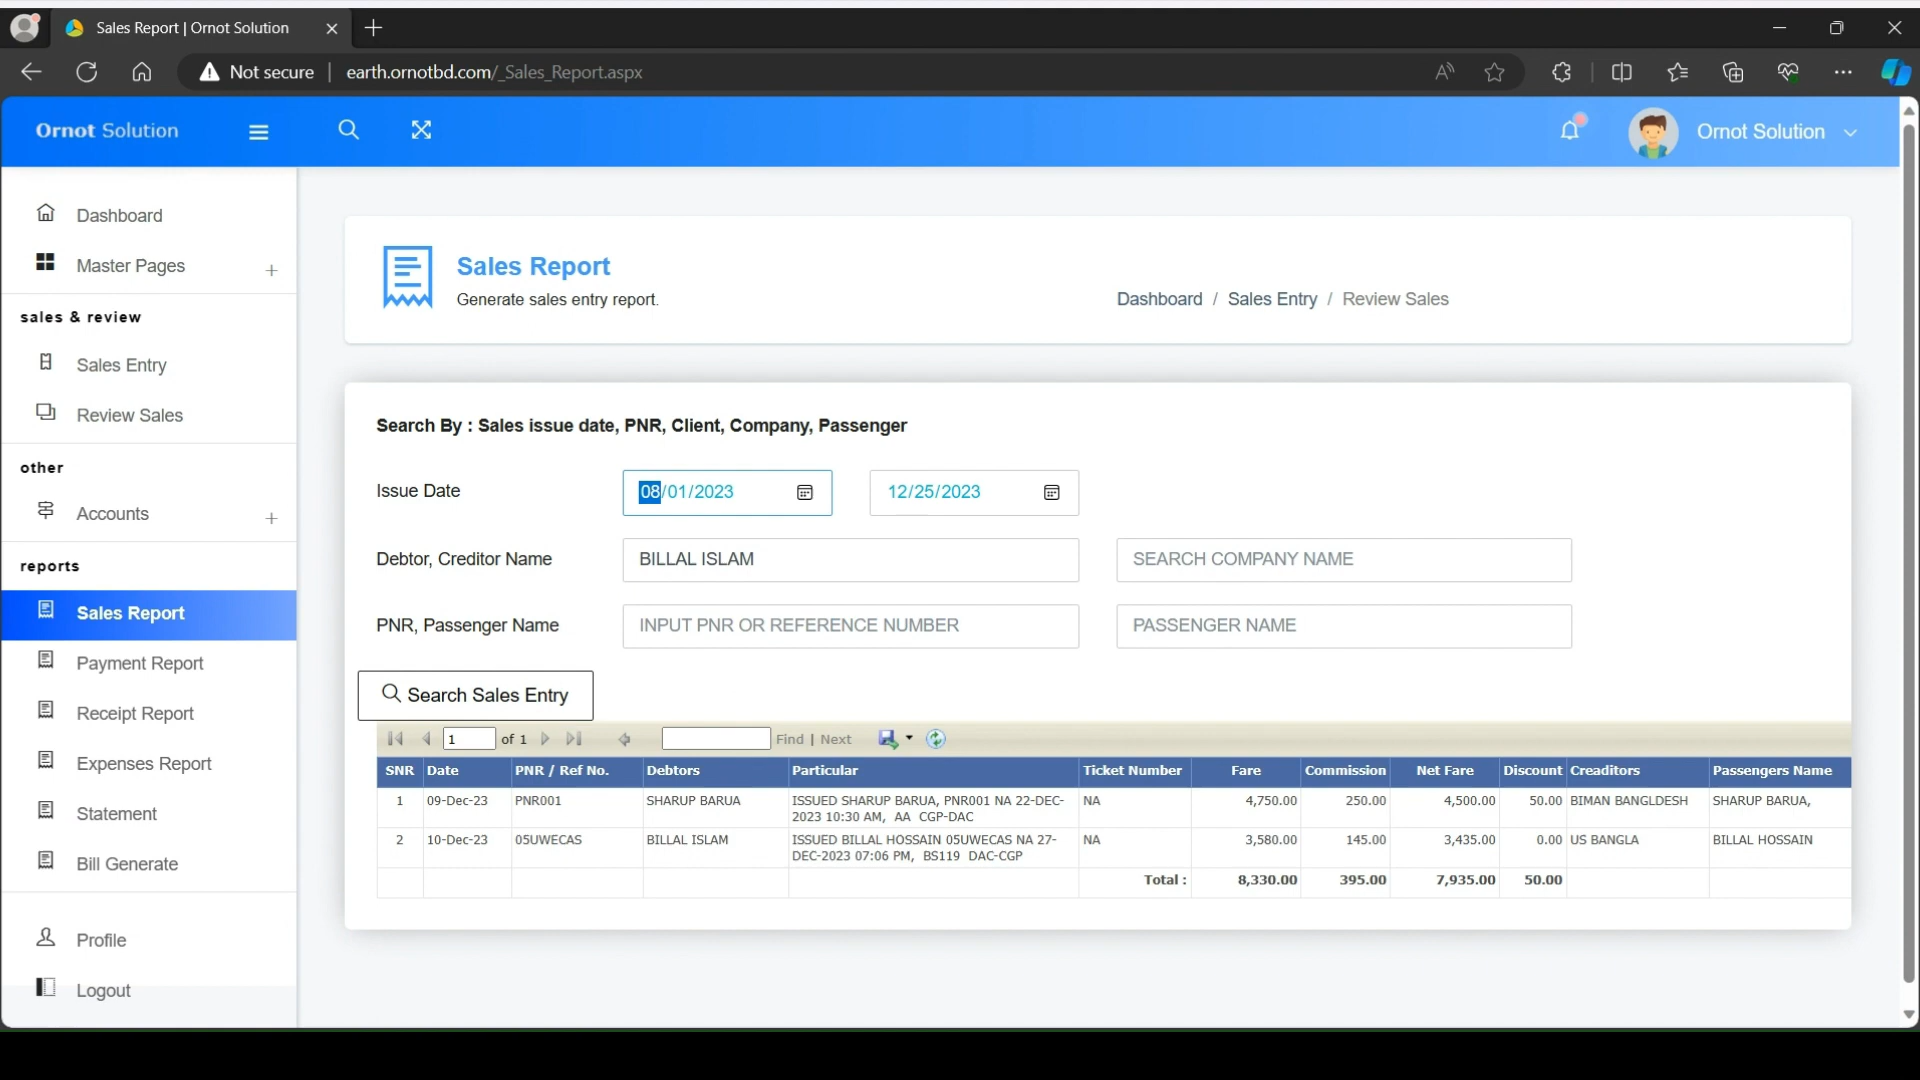 Sales Report | Ornot Solution
Not secure | earth.ornotbd.com/_Sales_Report.aspx
Ornot Solution
Ornot Solution
Dashboard
Master Pages +
sales & review
Sales Entry
Review Sales
other
Accounts +
reports
Sales Report
Payment Report
Receipt Report
Expenses Report
Statement
Bill Generate
Profile
Logout
Sales Report
Generate sales entry report.
Dashboard / Sales Entry / Review Sales
Search By : Sales issue date, PNR, Client, Company, Passenger
Issue Date 08/01/2023 12/25/2023
Debtor, Creditor Name BILLAL ISLAM SEARCH COMPANY NAME
PNR, Passenger Name INPUT PNR OR REFERENCE NUMBER PASSENGER NAME
Search Sales Entry
1 of 1 Find | Next
SNR Date PNR / Ref No. Debtors Particular Ticket Number Fare Commission Net Fare Discount Creaditors Passengers Name
1 09-Dec-23 PNR001 SHARUP BARUA ISSUED SHARUP BARUA, PNR001 NA 22-DEC- NA 4,750.00 250.00 4,500.00 50.00 BIMAN BANGLDESH SHARUP BARUA,
2023 10:30 AM, AA CGP-DAC
2 10-Dec-23 05UWECAS BILLAL ISLAM ISSUED BILLAL HOSSAIN 05UWECAS NA 27- NA 3,580.00 145.00 3,435.00 0.00 US BANGLA BILLAL HOSSAIN
DEC-2023 07:06 PM, BS119 DAC-CGP
Total : 8,330.00 395.00 7,935.00 50.00